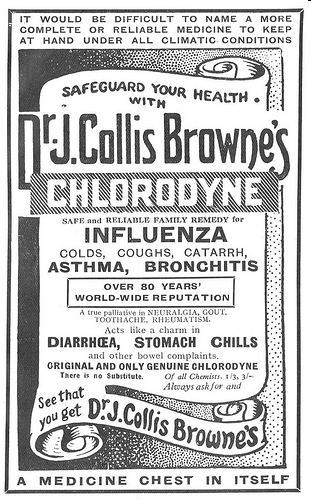 IT WOULD BE DIFFICULT TO NAME A MORE
COMPLETE OR RELIABLE MEDICINE TO KEEP
AT HAND UNDER ALL CLIMATIC CONDITIONS
SAFEGUARD YOUR HEALTH.
WITH
Dr. J. Collis Browne's
CHLORODYNE
SAFE and RELIABLE FAMILY REMEDY for
INFLUENZA
COLDS, COUGHS, CATARRH,
ASTHMA, BRONCHITIS
OVER 80 YEARS'
WORLD-WIDE REPUTATION
A true palliative in NEURALGIA, GOUT,
TOOTHACHE, RHEUMATISM.
Acts like a charm in
DIARRHŒA, STOMACH CHILLS
and other bowel complaints.
ORIGINAL AND ONLY GENUINE CHLORODYNE
There is no Substitute. Of all Chemists. 1/3, 3/-.
Always ask for and
See that
you get Dr. J. Collis Browne's
A MEDICINE CHEST IN ITSELF